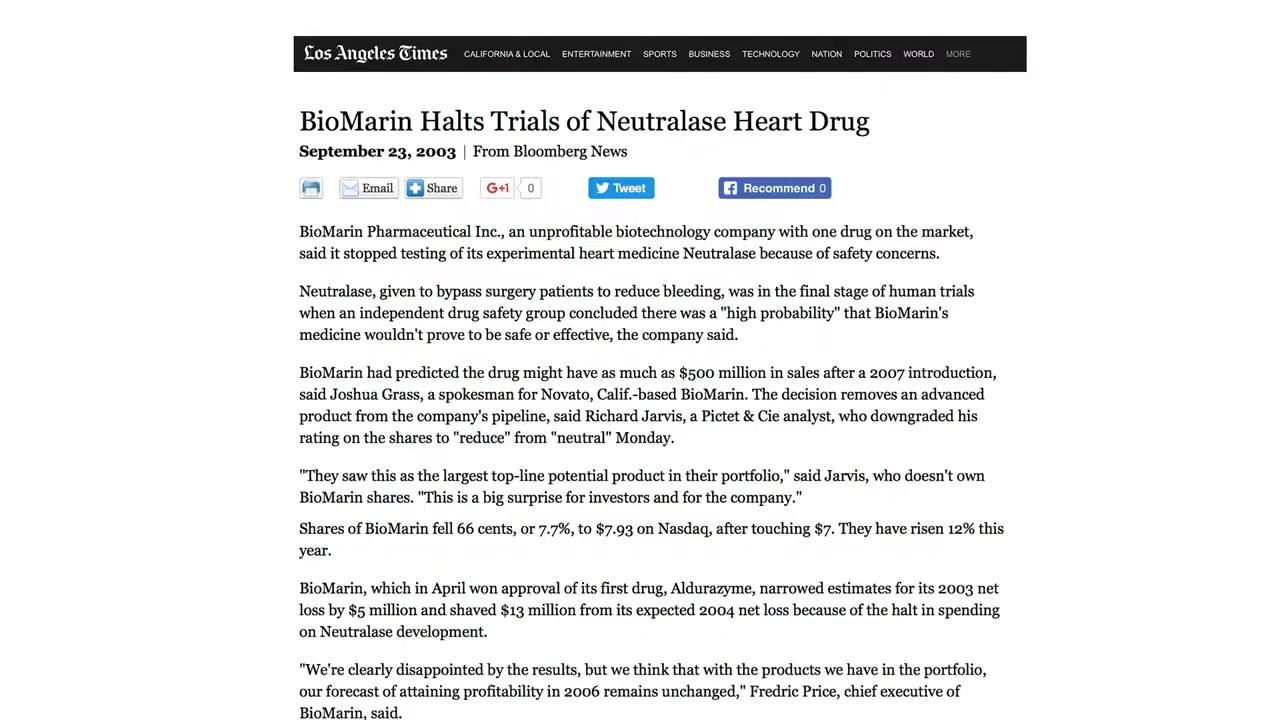 Los Angeles Times CALIFORNIA & LOCAL ENTERTAINMENT SPORTS BUSINESS TECHNOLOGY NATION POLITICS WORLD MORE
BioMarin Halts Trials of Neutralase Heart Drug
September 23, 2003 | From Bloomberg News
Email Share G+1 0 Tweet Recommend 0
BioMarin Pharmaceutical Inc., an unprofitable biotechnology company with one drug on the market,
said it stopped testing of its experimental heart medicine Neutralase because of safety concerns.
Neutralase, given to bypass surgery patients to reduce bleeding, was in the final stage of human trials
when an independent drug safety group concluded there was a "high probability" that BioMarin's
medicine wouldn't prove to be safe or effective, the company said.
BioMarin had predicted the drug might have as much as $500 million in sales after a 2007 introduction,
said Joshua Grass, a spokesman for Novato, Calif.-based BioMarin. The decision removes an advanced
product from the company's pipeline, said Richard Jarvis, a Pictet & Cie analyst, who downgraded his
rating on the shares to "reduce" from "neutral" Monday.
"They saw this as the largest top-line potential product in their portfolio," said Jarvis, who doesn't own
BioMarin shares. "This is a big surprise for investors and for the company."
Shares of BioMarin fell 66 cents, or 7.7%, to $7.93 on Nasdaq, after touching $7. They have risen 12% this
year.
BioMarin, which in April won approval of its first drug, Aldurazyme, narrowed estimates for its 2003 net
loss by $5 million and shaved $13 million from its expected 2004 net loss because of the halt in spending
on Neutralase development.
"We're clearly disappointed by the results, but we think that with the products we have in the portfolio,
our forecast of attaining profitability in 2006 remains unchanged," Fredric Price, chief executive of
BioMarin, said.